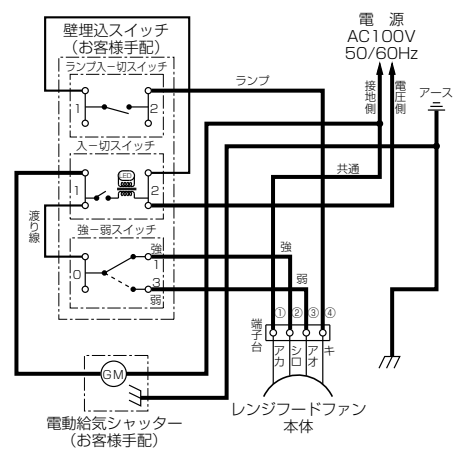 壁埋込スイッチ
(お客様手配)
ランプ入-切スイッチ
1
2
入-切スイッチ
LED
1
2
渡り線
強-弱スイッチ
強
1
0
3
弱
ランプ
電 源
AC100V
50/60Hz
接地側
電圧側
アース
共通
強
弱
端子台
① ② ③ ④
アカ
シロ
アオ
キ
GM
電動給気シャッター
(お客様手配)
レンジフードファン
本体